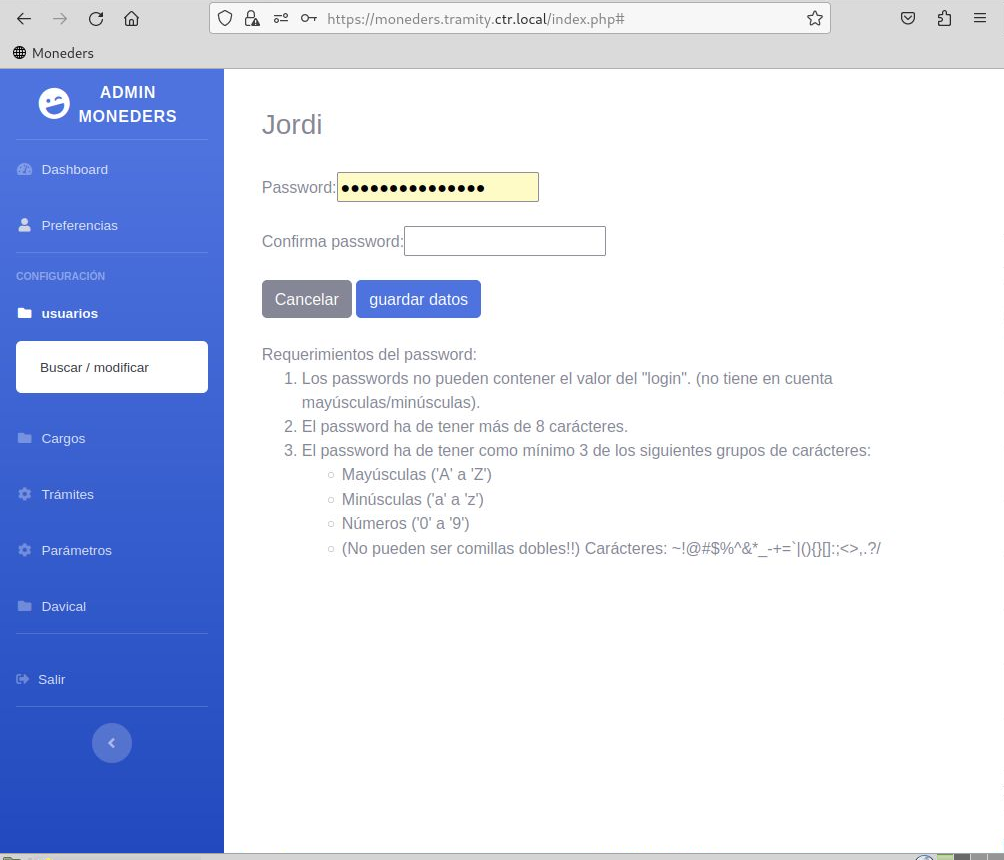 https://moneders.tramity.ctr.local/index.php#
Moneders
ADMIN
MONEDERS
Dashboard
Preferencias
CONFIGURACIÓN
usuarios
Buscar / modificar
Cargos
Trámites
Parámetros
Davical
Salir
Jordi
Password:
Confirma password:
Cancelar guardar datos
Requerimientos del password:
1. Los passwords no pueden contener el valor del "login". (no tiene en cuenta
mayúsculas/minúsculas).
2. El password ha de tener más de 8 carácteres.
3. El password ha de tener como mínimo 3 de los siguientes grupos de carácteres:
Mayúsculas ('A' a 'Z')
Minúsculas ('a' a 'z')
Números ('0' a '9')
(No pueden ser comillas dobles!!) Carácteres: ~!@#$%^&*_-+=`|(){}[]:;<>,.?/